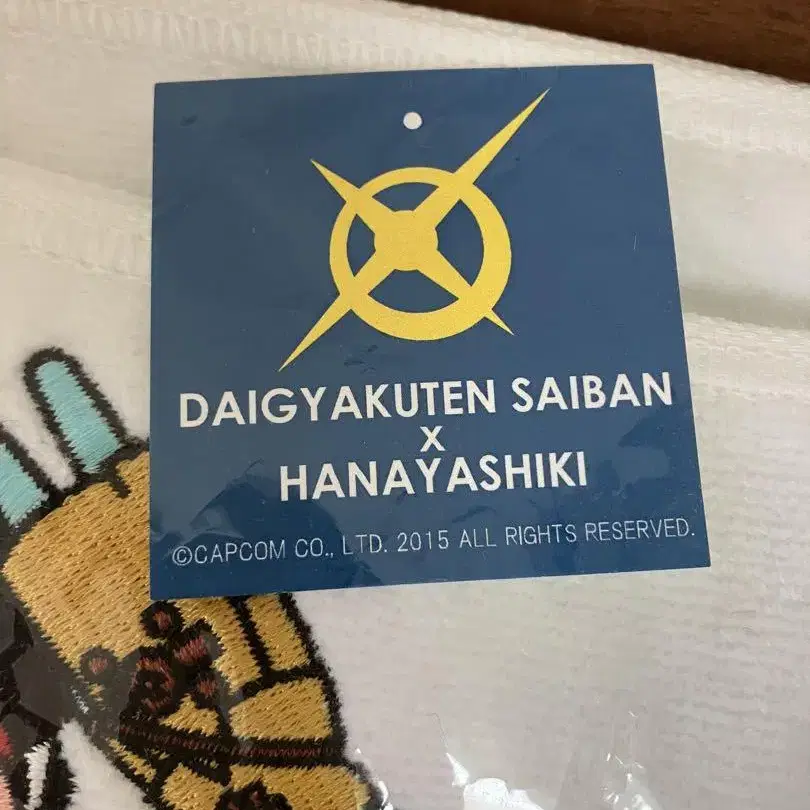 DAIGYAKUTEN SAIBAN
X
HANAYASHIKI
©CAPCOM CO., LTD. 2015 ALL RIGHTS RESERVED.